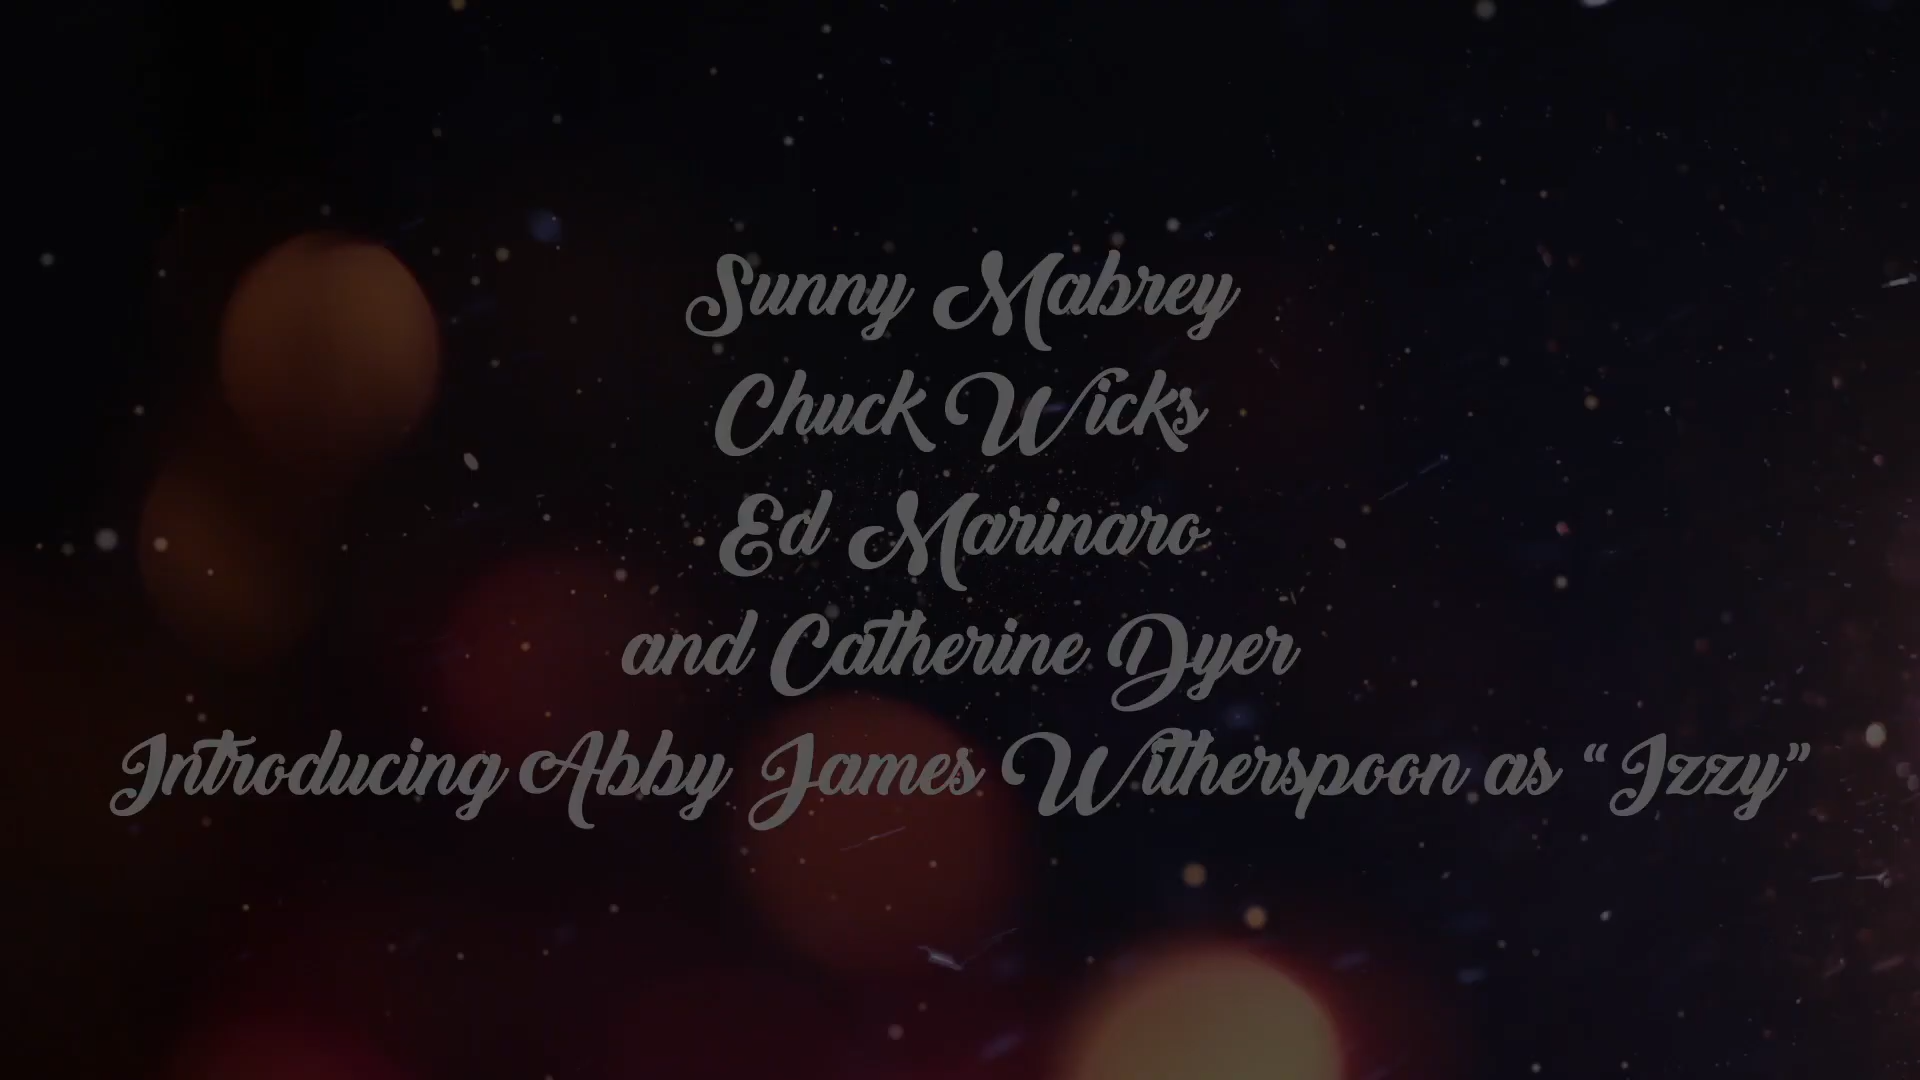 Sunny Mabrey
Chuck Wicks
Ed Marinaro
and Catherine Dyer
Introducing Abby James Witherspoon as “Izzy”